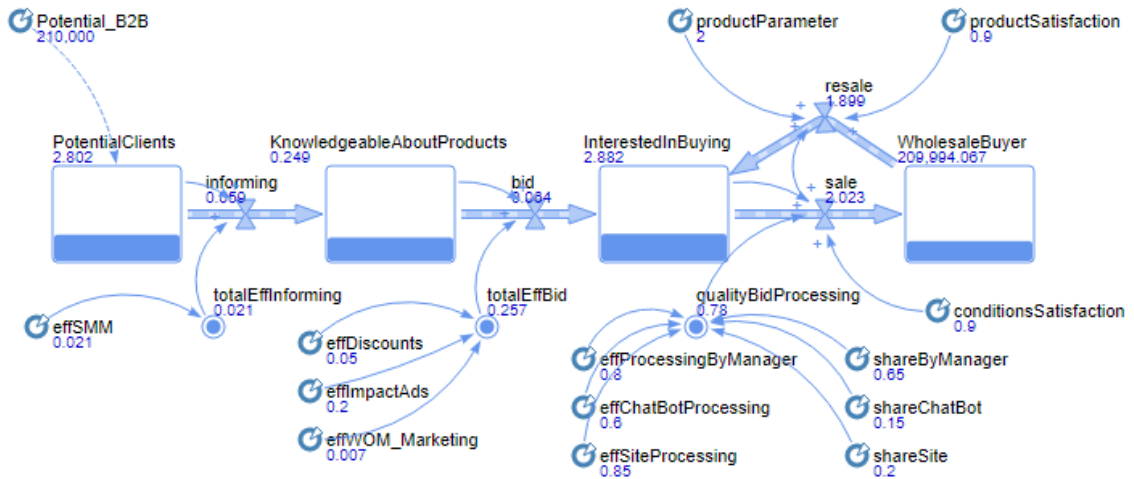 Potential_B2B
210,000
productParameter
2
productSatisfaction
0.9
resale
1.899
PotentialClients
2.802
KnowledgeableAboutProducts
0.249
InterestedInBuying
2.882
WholesaleBuyer
209,994.067
informing
0.059
bid
0.064
sale
2.023
totalEffInforming
0.021
totalEffBid
0.257
qualityBidProcessing
0.78
conditionsSatisfaction
0.9
effSMM
0.021
effDiscounts
0.05
effProcessingByManager
0.8
shareByManager
0.65
effImpactAds
0.2
effChatBotProcessing
0.6
shareChatBot
0.15
effWOM_Marketing
0.007
effSiteProcessing
0.85
shareSite
0.2